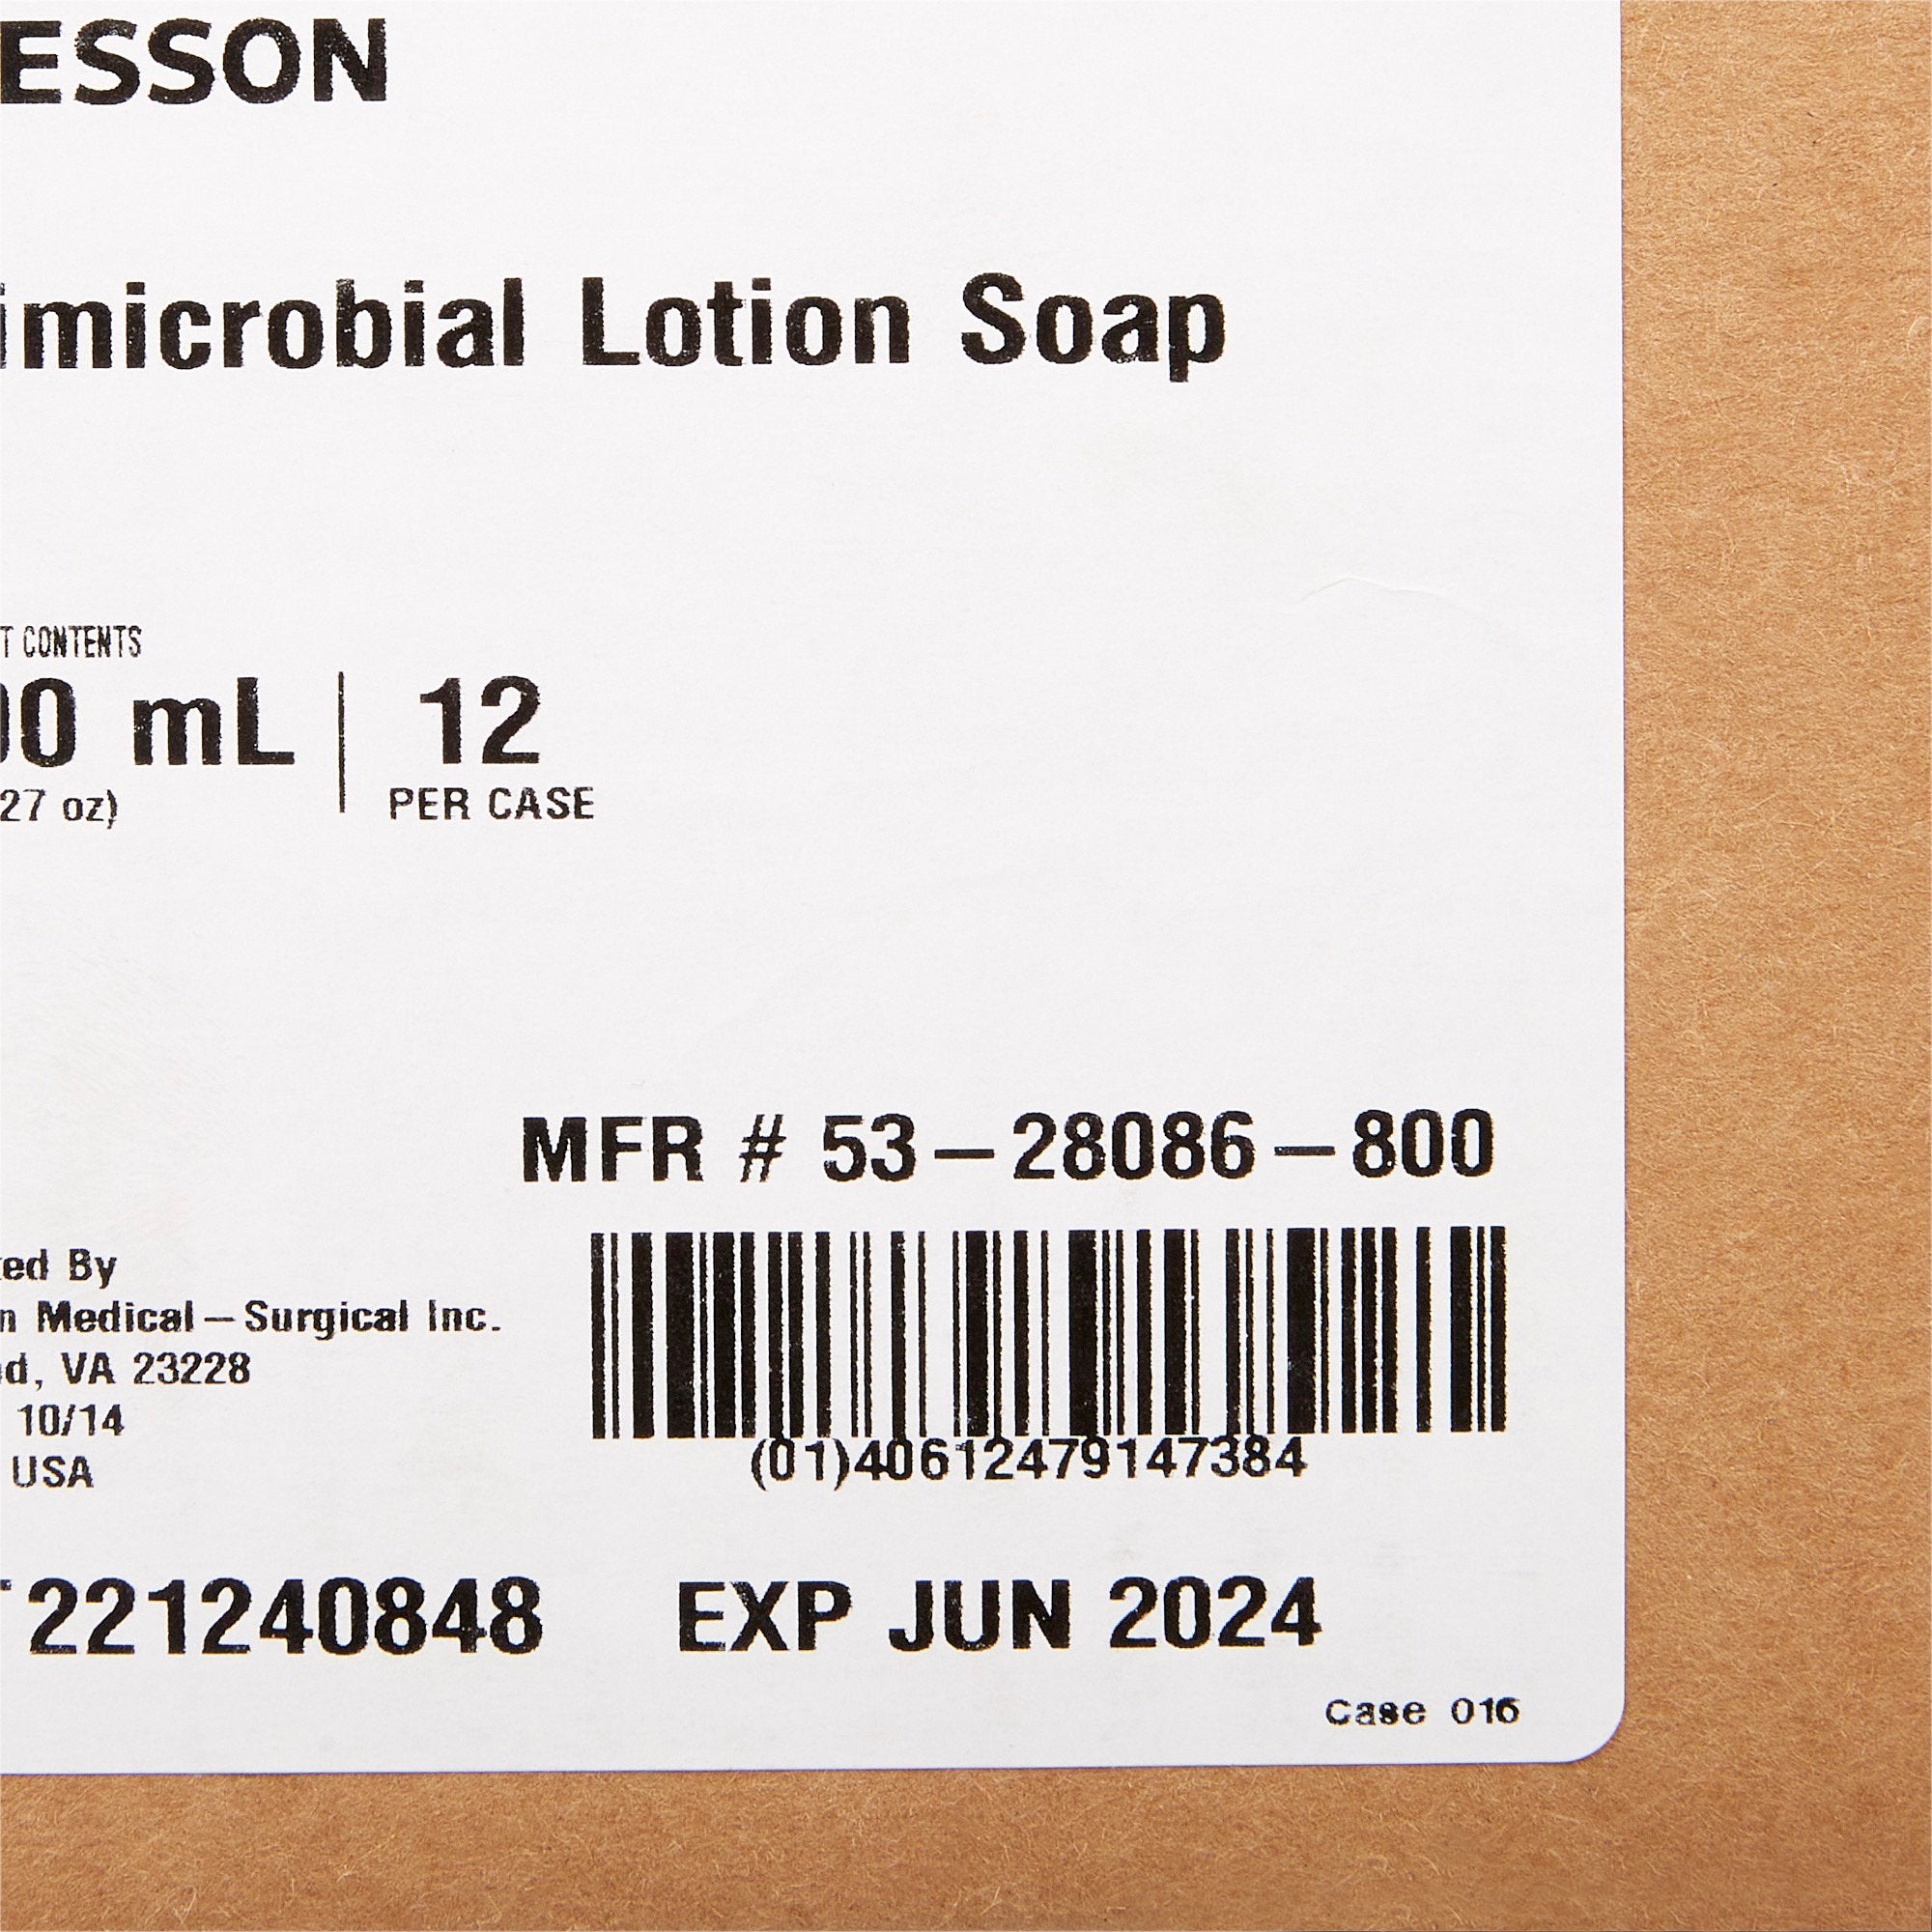 ESSON
imicrobial Lotion Soap
T CONTENTS
00 mL | 12
27 oz)
PER CASE
MFR # 53-28086-800
ted By
n Medical-Surgical Inc.
d, VA 23228
10/14
USA
(01)40612479147384
221240848
EXP JUN 2024
Case 016